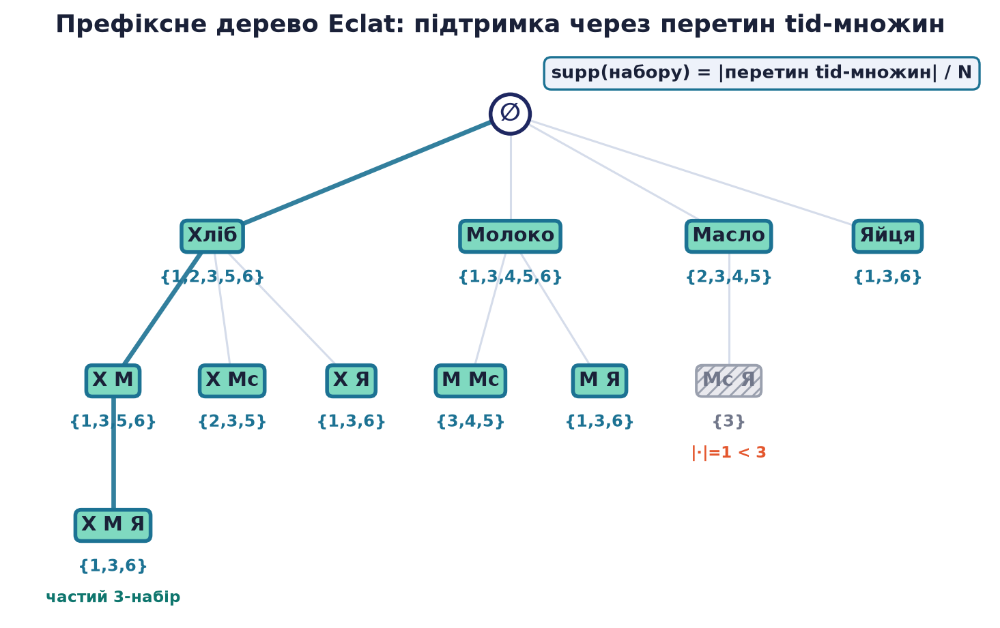 Префіксне дерево Eclat: підтримка через перетин tid-множин
supp(набору) = |перетин tid-множин| / N
∅
Хліб
Молоко
Масло
Яйця
{1,2,3,5,6}
{1,3,4,5,6}
{2,3,4,5}
{1,3,6}
Х М
Х Мс
Х Я
М Мс
М Я
Мс Я
{1,3,5,6}
{2,3,5}
{1,3,6}
{3,4,5}
{1,3,6}
{3}
|·|=1 < 3
Х М Я
{1,3,6}
частий 3-набір